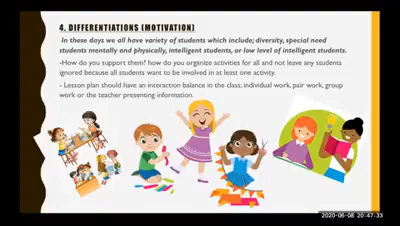 4. DIFFERENTIATIONS (MOTIVATION)
In these days we all have variety of students which include; diversity, special need
students mentally and physically, intelligent students, or low level of intelligent students.
-How do you support them? how do you organize activities for all and not leave any students
ignored because all students want to be involved in at least one activity.
- Lesson plan should have an interaction balance in the class; individual work, pair work, group
work or the teacher presenting information.
2020-06-08 20:47:33